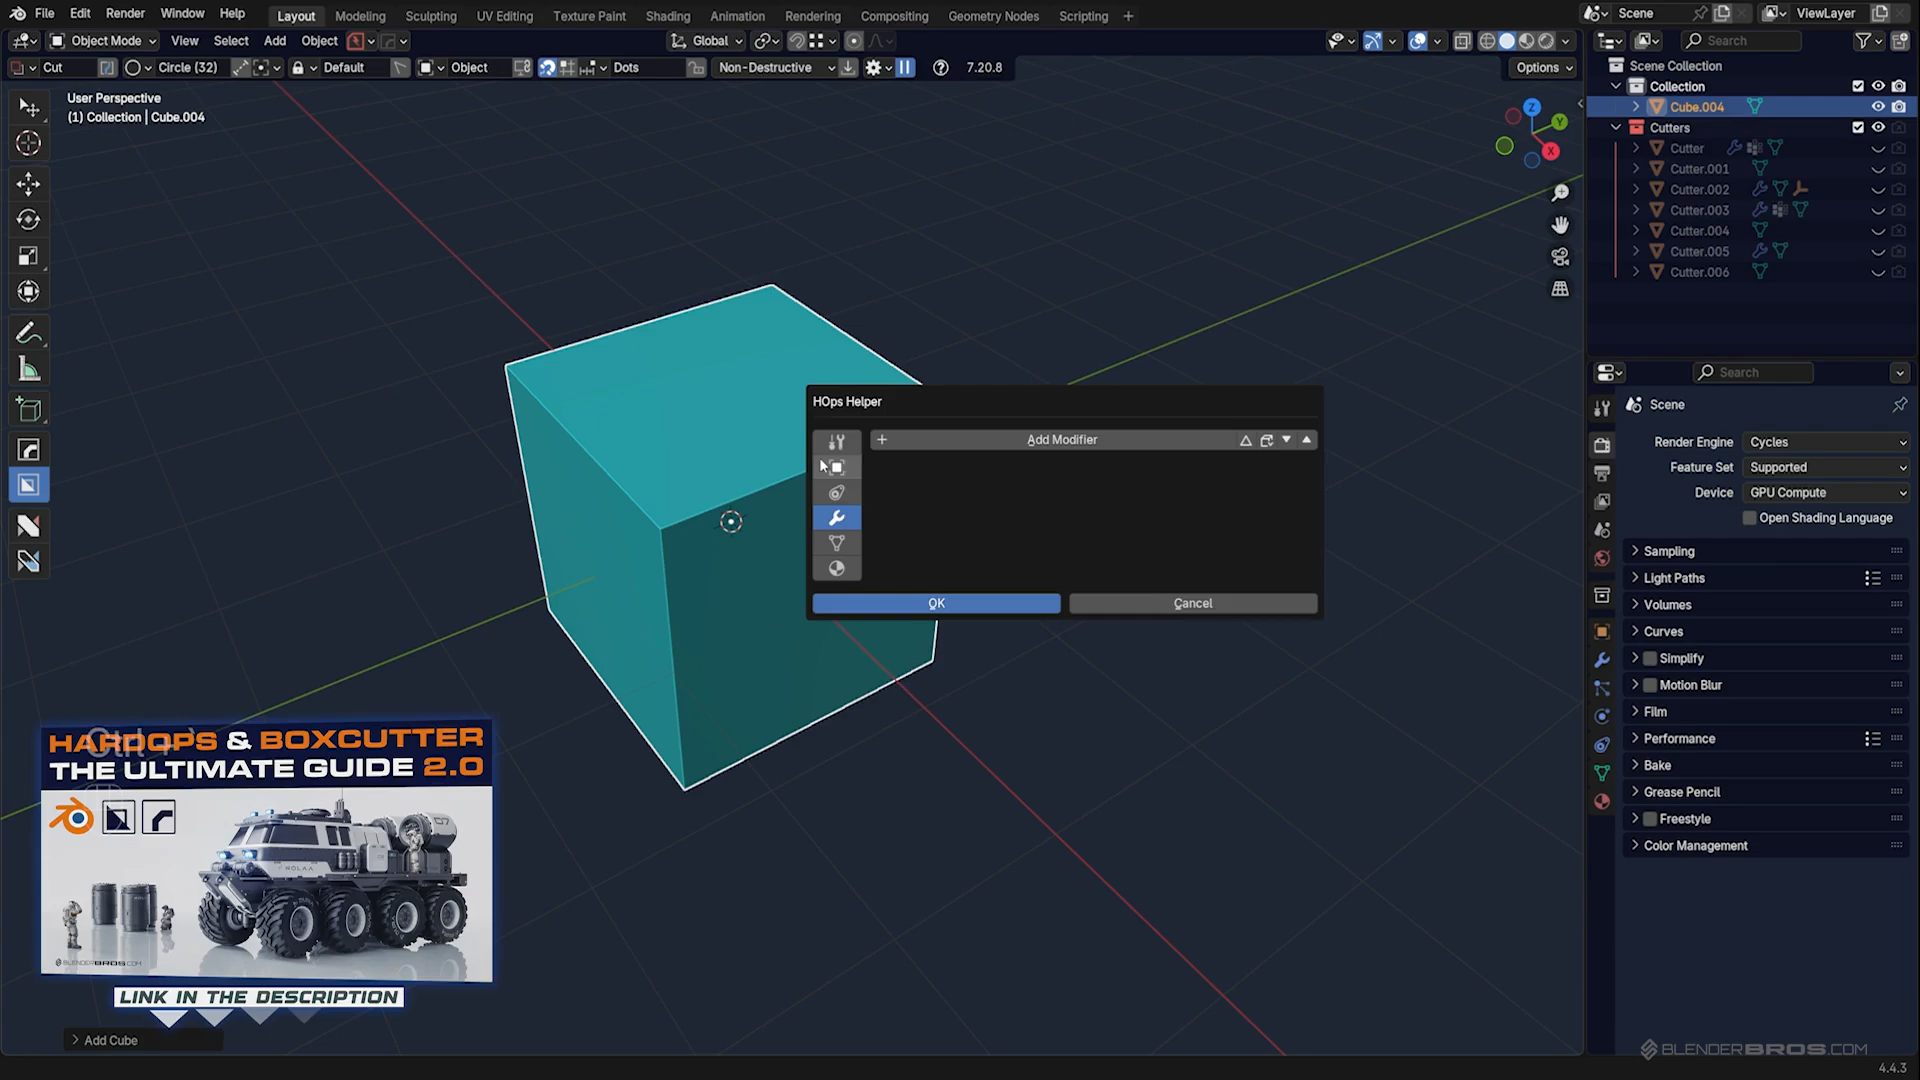 File Edit Render Window Help Layout Modeling Sculpting UV Editing Texture Paint Shading Animation Rendering Compositing Geometry Nodes Scripting + Scene ViewLayer
Object Mode View Select Add Object Global Search
Cut Circle (32) Default Object Dots Non-Destructive 7.20.8 Options
User Perspective
(1) Collection | Cube.004
Z
Y
X
Scene Collection
Collection
Cube.004
Cutters
Cutter
Cutter.001
Cutter.002
Cutter.003
Cutter.004
Cutter.005
Cutter.006
HOps Helper
Add Modifier
OK Cancel
Search
Scene
Render Engine Cycles
Feature Set Supported
Device GPU Compute
Open Shading Language
Sampling
Light Paths
Volumes
Curves
Simplify
Motion Blur
Film
Performance
Bake
Grease Pencil
Freestyle
Color Management
HARDOPS & BOXCUTTER
THE ULTIMATE GUIDE 2.0
07
NOLAA
BLENDERBROS.COM
LINK IN THE DESCRIPTION
Add Cube
BLENDERBROS.COM
4.4.3